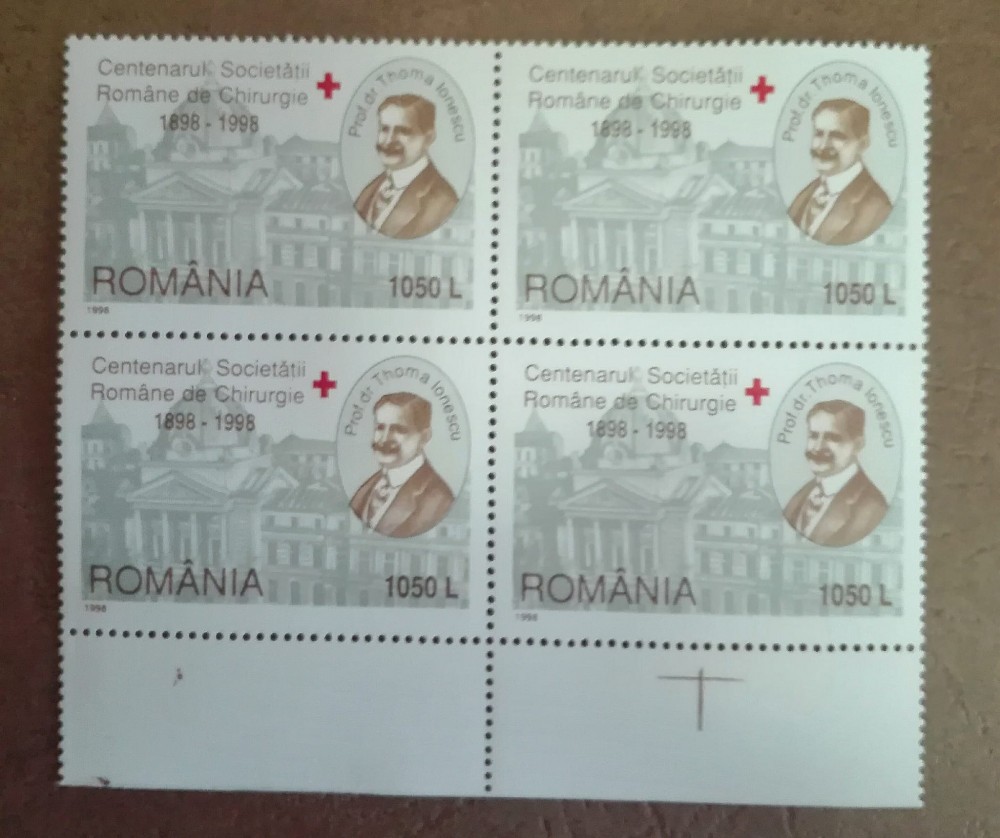 Centenarul Societății
Române de Chirurgie
1898 - 1998
Prof. dr. Thoma Ionescu
ROMÂNIA
1050 L
1998
Centenarul Societății
Române de Chirurgie
1898 - 1998
Prof. dr. Thoma Ionescu
ROMÂNIA
1050 L
1998
Centenarul Societății
Române de Chirurgie
1898 - 1998
Prof. dr. Thoma Ionescu
ROMÂNIA
1050 L
1998
Centenarul Societății
Române de Chirurgie
1898 - 1998
Prof. dr. Thoma Ionescu
ROMÂNIA
1050 L
1998